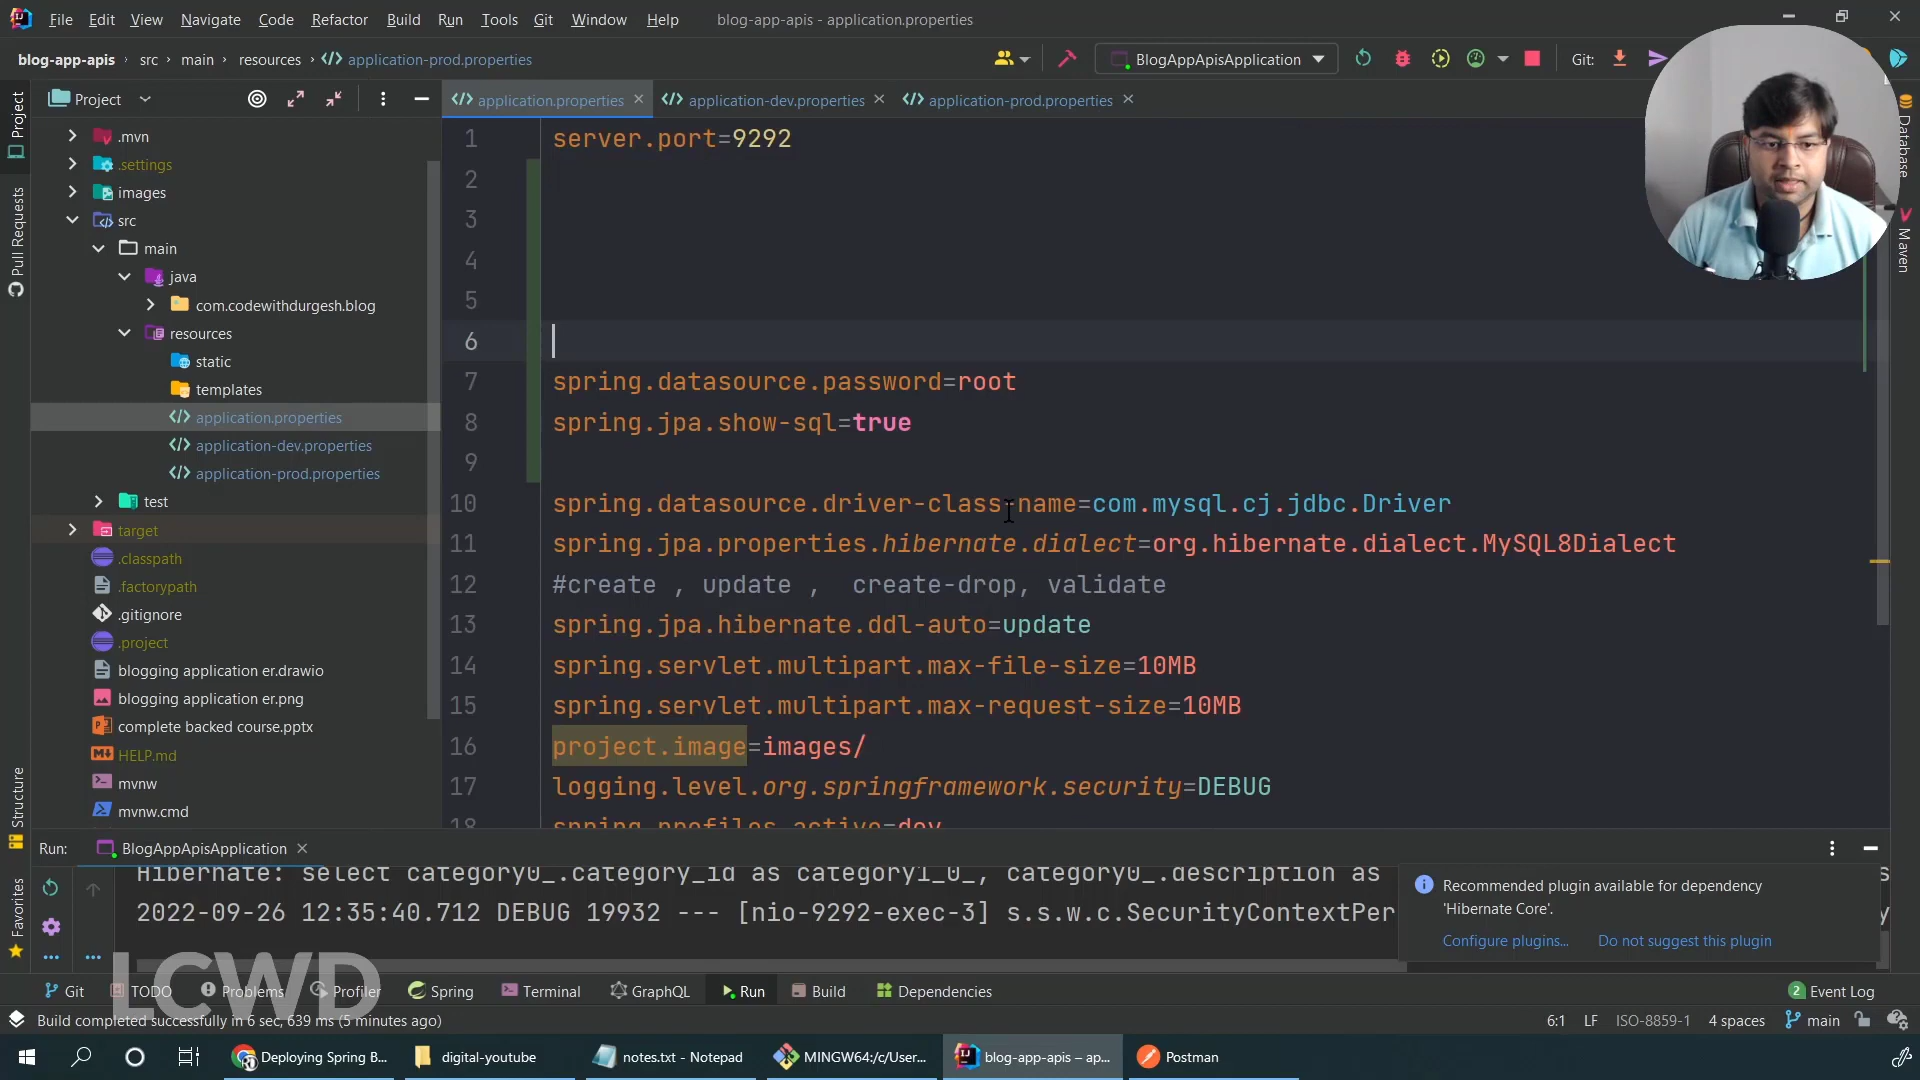 File Edit View Navigate Code Refactor Build Run Tools Git Window Help blog-app-apis - application.properties
blog-app-apis src main resources application-prod.properties BlogAppApisApplication Git:
Project application.properties application-dev.properties application-prod.properties
Project
Pull Requests
Structure
Favorites
Database
Maven
.mvn
.settings
images
src
main
java
com.codewithdurgesh.blog
resources
static
templates
application.properties
application-dev.properties
application-prod.properties
test
target
.classpath
.factorypath
.gitignore
.project
blogging application er.drawio
blogging application er.png
complete backed course.pptx
HELP.md
mvnw
mvnw.cmd
1 server.port=9292
2
3
4
5
6
7 spring.datasource.password=root
8 spring.jpa.show-sql=true
9
10 spring.datasource.driver-class-name=com.mysql.cj.jdbc.Driver
11 spring.jpa.properties.hibernate.dialect=org.hibernate.dialect.MySQL8Dialect
12 #create , update , create-drop, validate
13 spring.jpa.hibernate.ddl-auto=update
14 spring.servlet.multipart.max-file-size=10MB
15 spring.servlet.multipart.max-request-size=10MB
16 project.image=images/
17 logging.level.org.springframework.security=DEBUG
18 spring.profiles.active=dev
Run: BlogAppApisApplication
Hibernate: select category0_.category_id as category1_0_, category0_.description as
2022-09-26 12:35:40.712 DEBUG 19932 --- [nio-9292-exec-3] s.s.w.c.SecurityContextPer
Recommended plugin available for dependency
'Hibernate Core'.
Configure plugins... Do not suggest this plugin
LCWD
Git TODO Problems Profiler Spring Terminal GraphQL Run Build Dependencies 2 Event Log
Build completed successfully in 6 sec, 639 ms (5 minutes ago) 6:1 LF ISO-8859-1 4 spaces main
Deploying Spring B... digital-youtube notes.txt - Notepad MINGW64:/c/User... blog-app-apis – ap... Postman